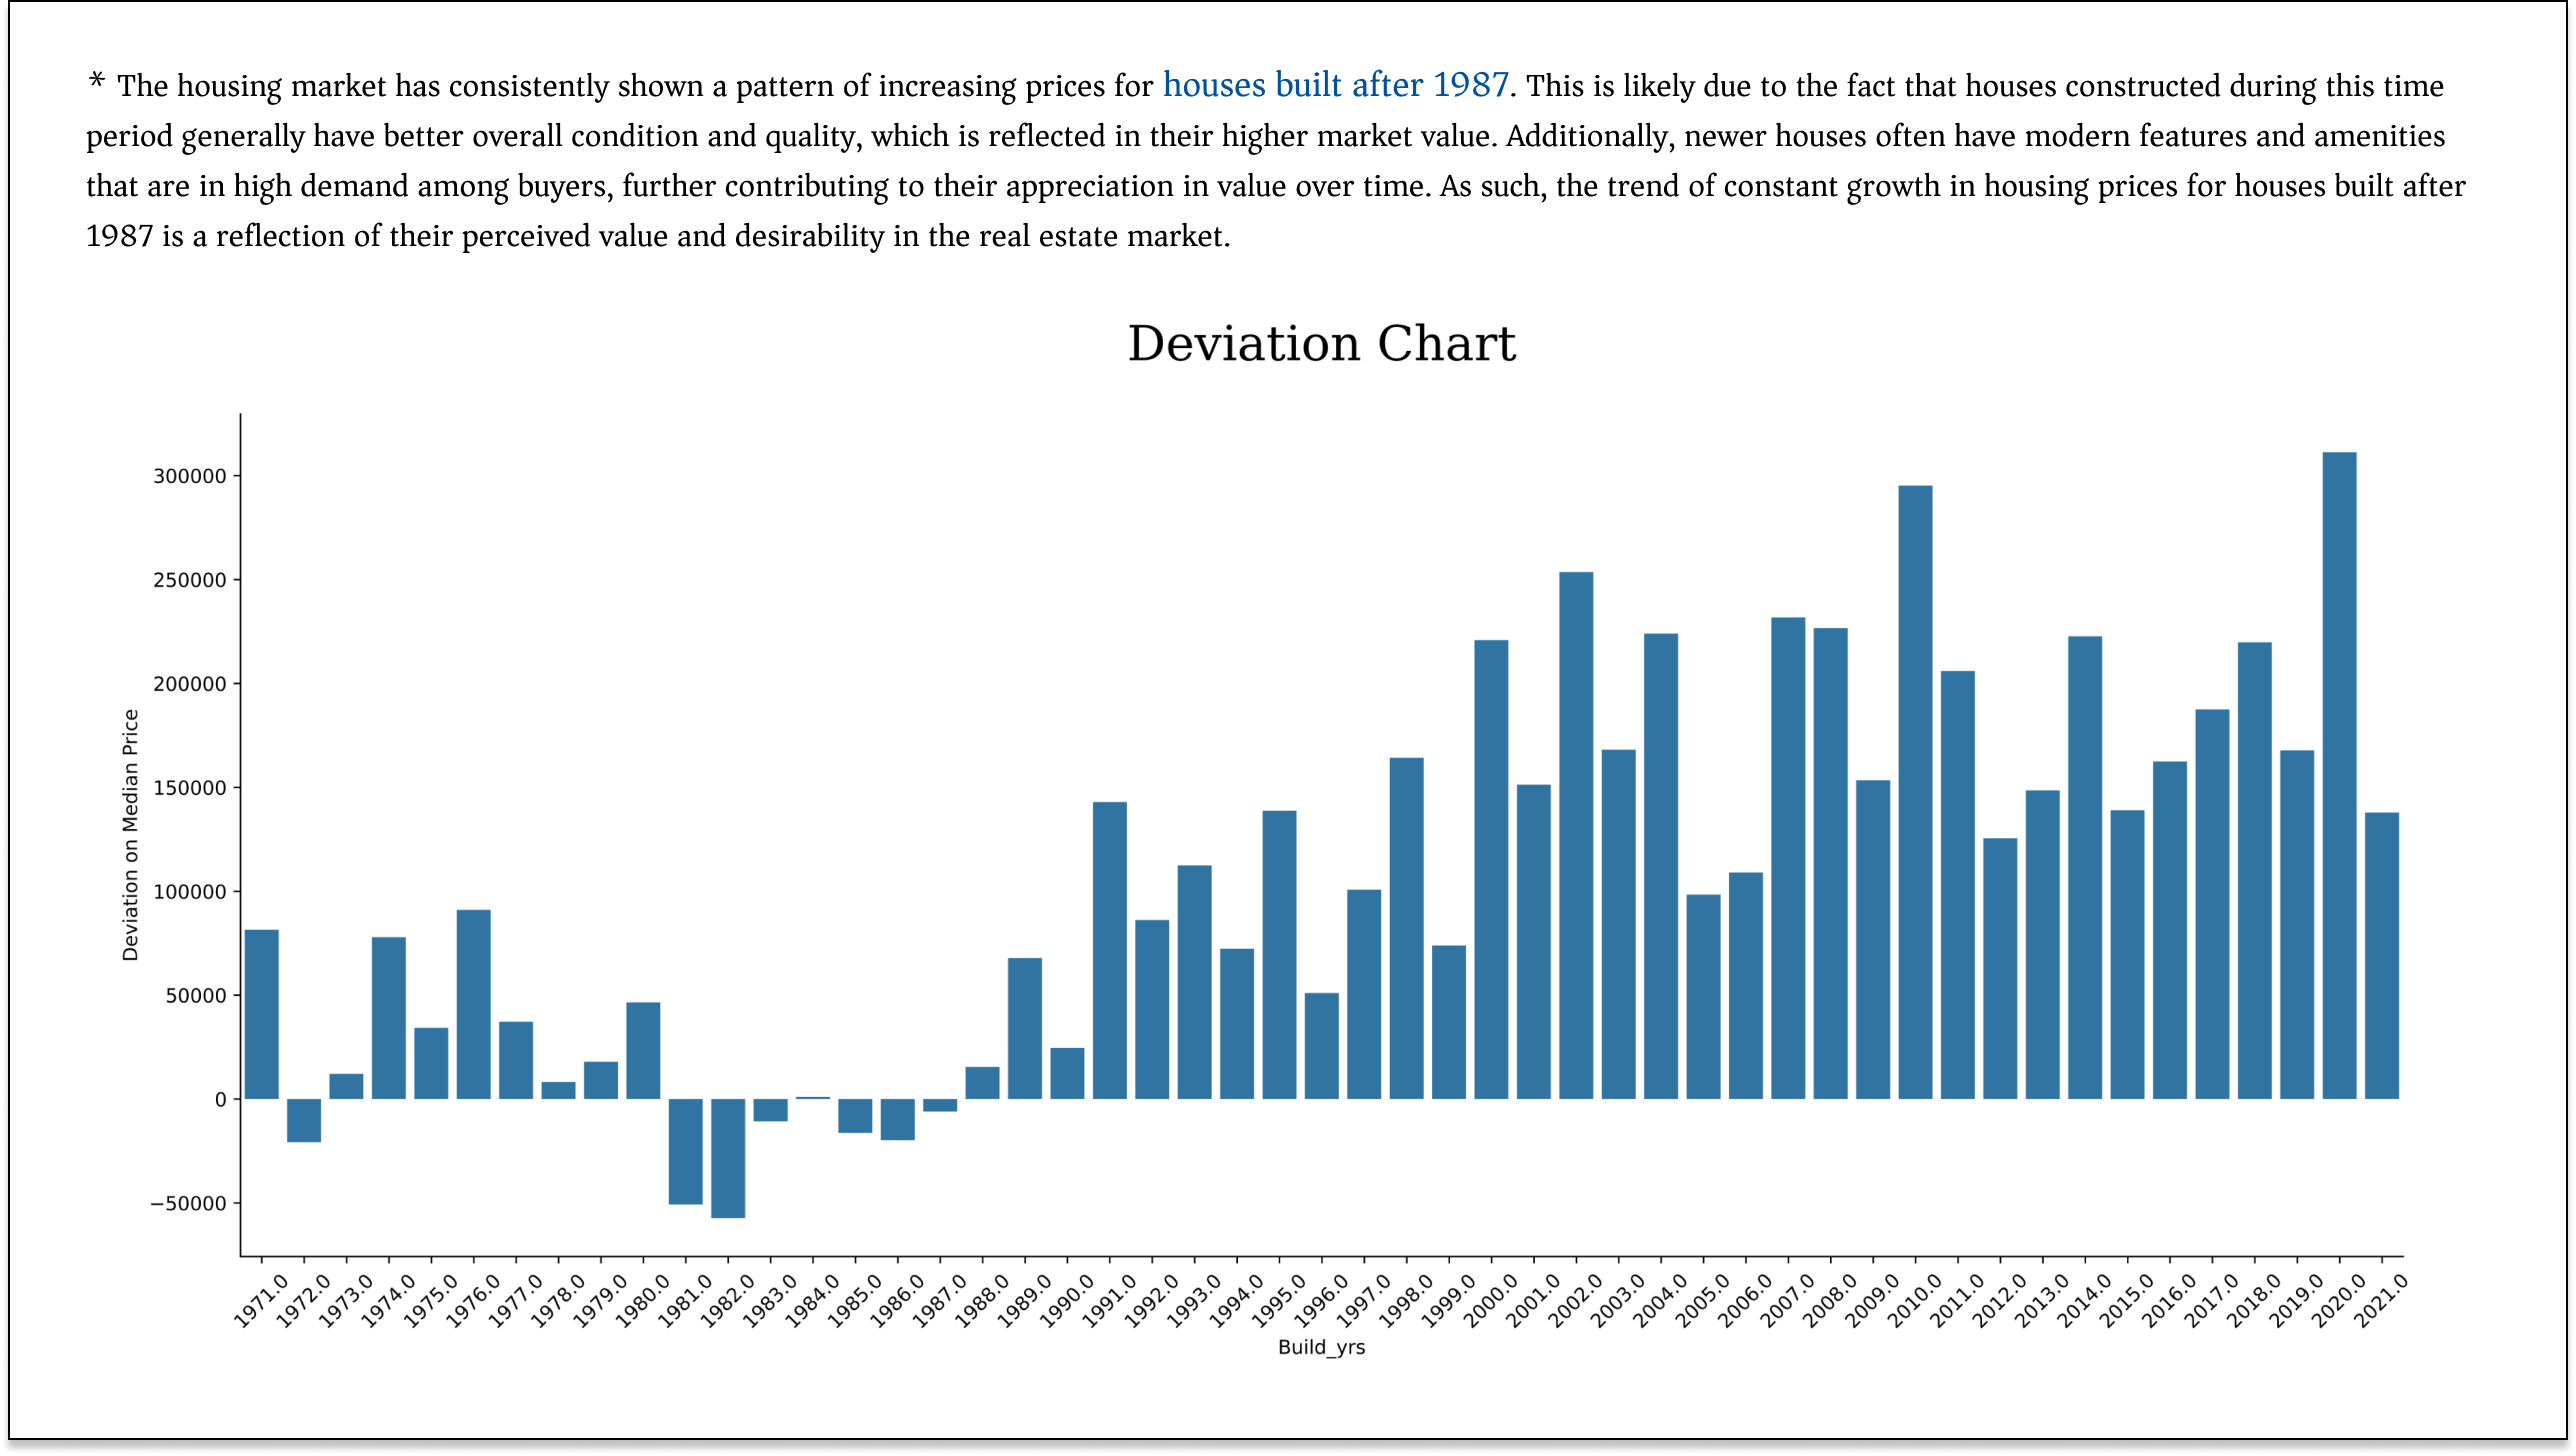 * The housing market has consistently shown a pattern of increasing prices for houses built after 1987. This is likely due to the fact that houses constructed during this time
period generally have better overall condition and quality, which is reflected in their higher market value. Additionally, newer houses often have modern features and amenities
that are in high demand among buyers, further contributing to their appreciation in value over time. As such, the trend of constant growth in housing prices for houses built after
1987 is a reflection of their perceived value and desirability in the real estate market.
Deviation Chart
Deviation on Median Price
300000
250000
200000
150000
100000
50000
0
−50000
1971.0 1972.0 1973.0 1974.0 1975.0 1976.0 1977.0 1978.0 1979.0 1980.0 1981.0 1982.0 1983.0 1984.0 1985.0 1986.0 1987.0 1988.0 1989.0 1990.0 1991.0 1992.0 1993.0 1994.0 1995.0 1996.0 1997.0 1998.0 1999.0 2000.0 2001.0 2002.0 2003.0 2004.0 2005.0 2006.0 2007.0 2008.0 2009.0 2010.0 2011.0 2012.0 2013.0 2014.0 2015.0 2016.0 2017.0 2018.0 2019.0 2020.0 2021.0
Build_yrs